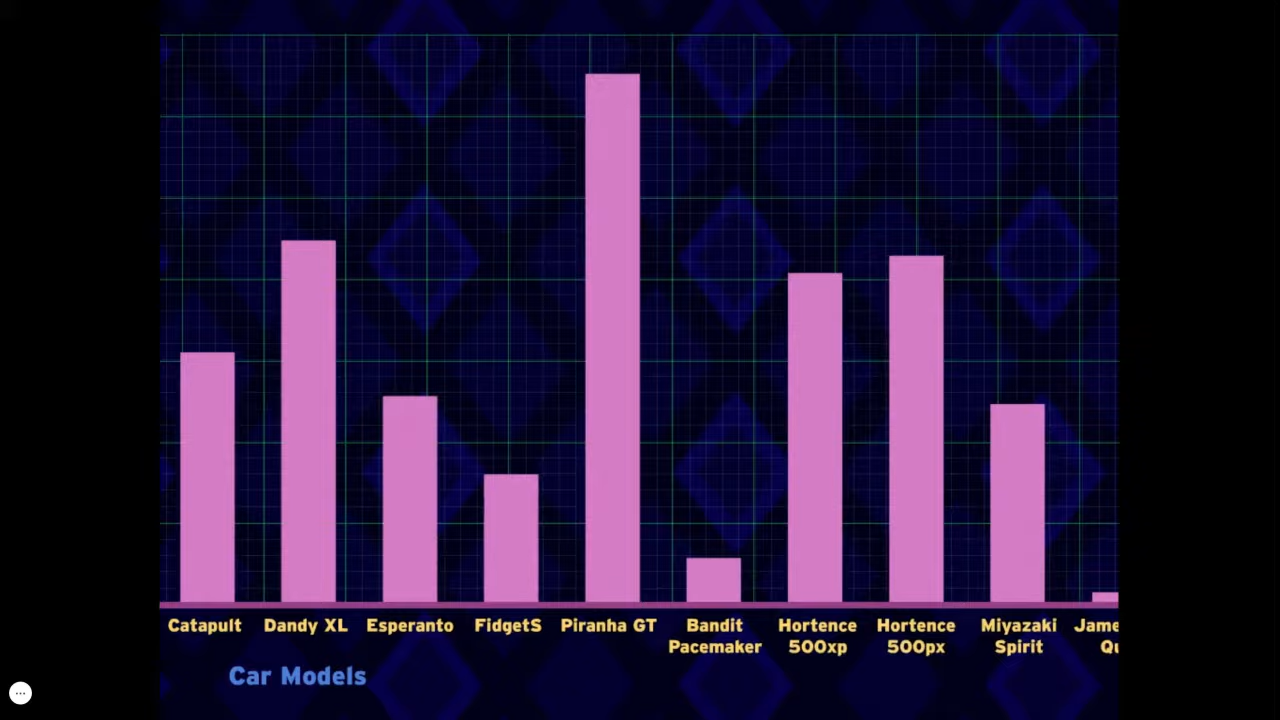 Catapult Dandy XL Esperanto FidgetS Piranha GT Bandit Hortence Hortence Miyazaki Jame
Pacemaker 500xp 500px Spirit Qu
Car Models